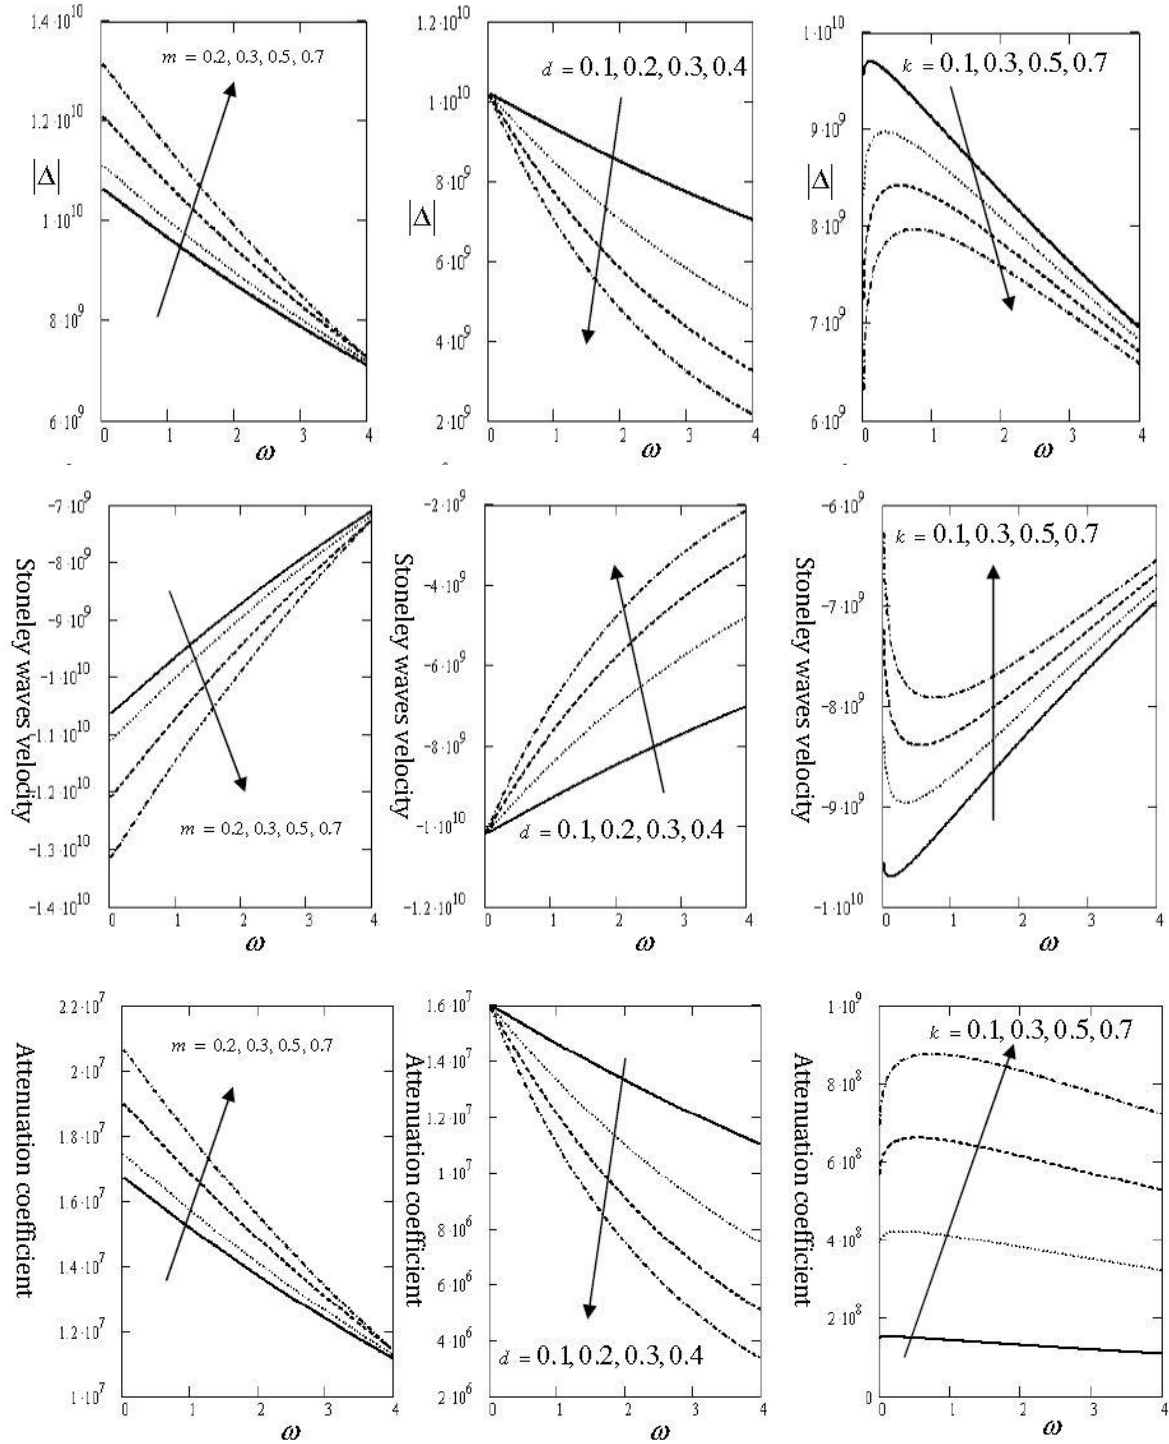 1.4·10¹⁰
1.2·10¹⁰
1·10¹⁰
8·10⁹
6·10⁹
|Δ|
m = 0.2, 0.3, 0.5, 0.7
0 1 2 3 4
ω
1.2·10¹⁰
1·10¹⁰
8·10⁹
6·10⁹
4·10⁹
2·10⁹
|Δ|
d = 0.1, 0.2, 0.3, 0.4
0 1 2 3 4
ω
1·10¹⁰
9·10⁹
8·10⁹
7·10⁹
6·10⁹
|Δ|
k = 0.1, 0.3, 0.5, 0.7
0 1 2 3 4
ω
Stoneley waves velocity
−7·10⁹
−8·10⁹
−9·10⁹
−1·10¹⁰
−1.1·10¹⁰
−1.2·10¹⁰
−1.3·10¹⁰
−1.4·10¹⁰
m = 0.2, 0.3, 0.5, 0.7
0 1 2 3 4
ω
Stoneley waves velocity
−2·10⁹
−4·10⁹
−6·10⁹
−8·10⁹
−1·10¹⁰
−1.2·10¹⁰
d = 0.1, 0.2, 0.3, 0.4
0 1 2 3 4
ω
Stoneley waves velocity
−6·10⁹
−7·10⁹
−8·10⁹
−9·10⁹
−1·10¹⁰
k = 0.1, 0.3, 0.5, 0.7
0 1 2 3 4
ω
Attenuation coefficient
2.2·10⁷
2·10⁷
1.8·10⁷
1.6·10⁷
1.4·10⁷
1.2·10⁷
1·10⁷
m = 0.2, 0.3, 0.5, 0.7
0 1 2 3 4
ω
Attenuation coefficient
1.6·10⁷
1.4·10⁷
1.2·10⁷
1·10⁷
8·10⁶
6·10⁶
4·10⁶
2·10⁶
d = 0.1, 0.2, 0.3, 0.4
0 1 2 3 4
ω
Attenuation coefficient
1·10⁹
8·10⁸
6·10⁸
4·10⁸
2·10⁸
0
k = 0.1, 0.3, 0.5, 0.7
0 1 2 3 4
ω